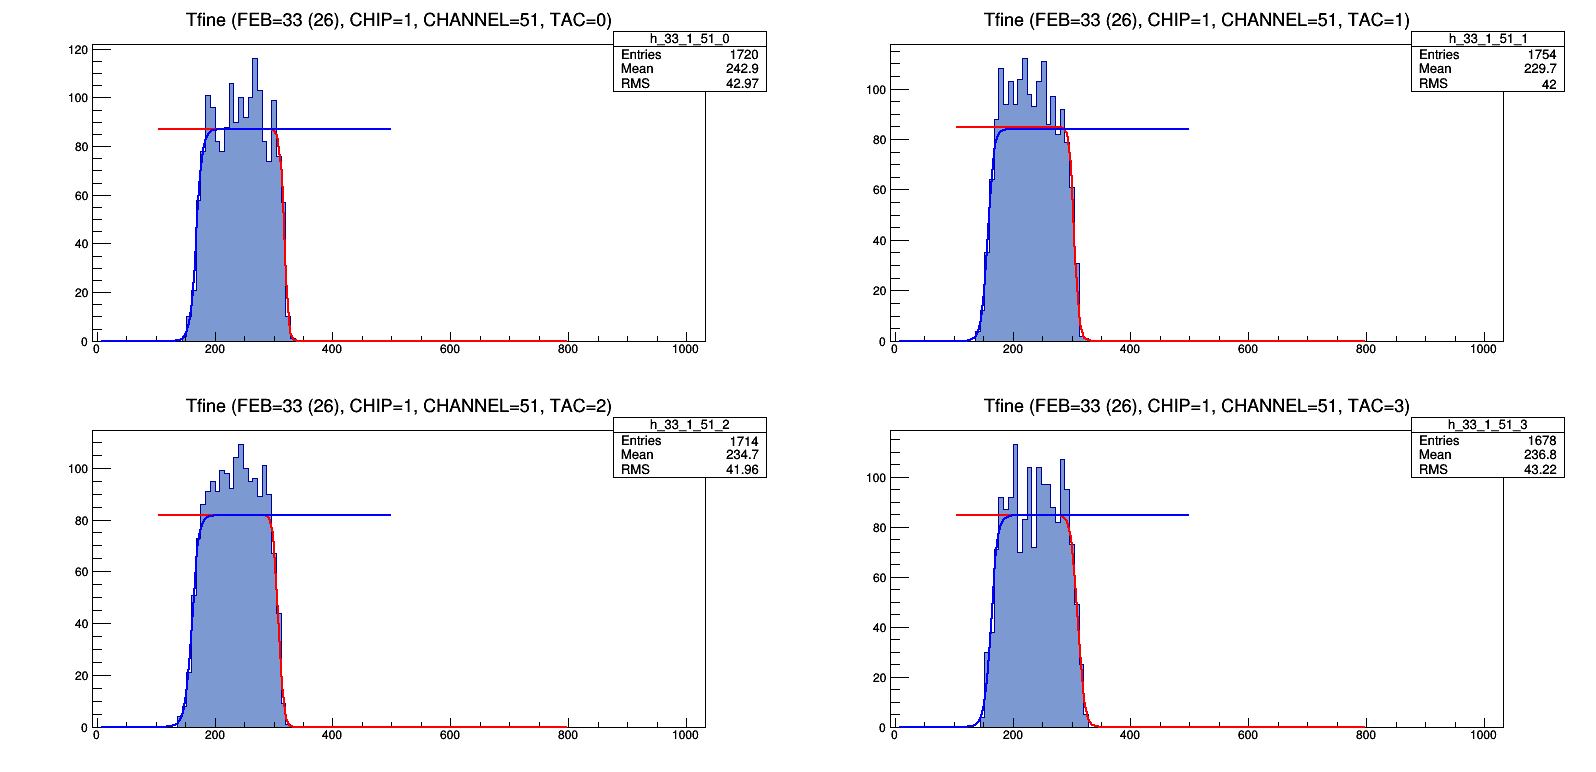 Tfine (FEB=33 (26), CHIP=1, CHANNEL=51, TAC=0)
h_33_1_51_0
Entries 1720
Mean 242.9
RMS 42.97
120
100
80
60
40
20
0
0 200 400 600 800 1000
Tfine (FEB=33 (26), CHIP=1, CHANNEL=51, TAC=1)
h_33_1_51_1
Entries 1754
Mean 229.7
RMS 42
100
80
60
40
20
0
0 200 400 600 800 1000
Tfine (FEB=33 (26), CHIP=1, CHANNEL=51, TAC=2)
h_33_1_51_2
Entries 1714
Mean 234.7
RMS 41.96
100
80
60
40
20
0
0 200 400 600 800 1000
Tfine (FEB=33 (26), CHIP=1, CHANNEL=51, TAC=3)
h_33_1_51_3
Entries 1678
Mean 236.8
RMS 43.22
100
80
60
40
20
0
0 200 400 600 800 1000